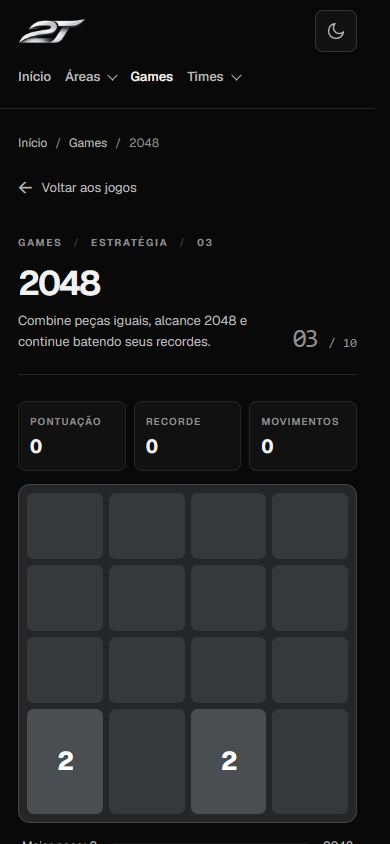 2T
Início Áreas Games Times
Início / Games / 2048
← Voltar aos jogos
GAMES / ESTRATÉGIA / 03
2048
Combine peças iguais, alcance 2048 e
continue batendo seus recordes.
03 / 10
PONTUAÇÃO RECORDE MOVIMENTOS
0 0 0
2 2